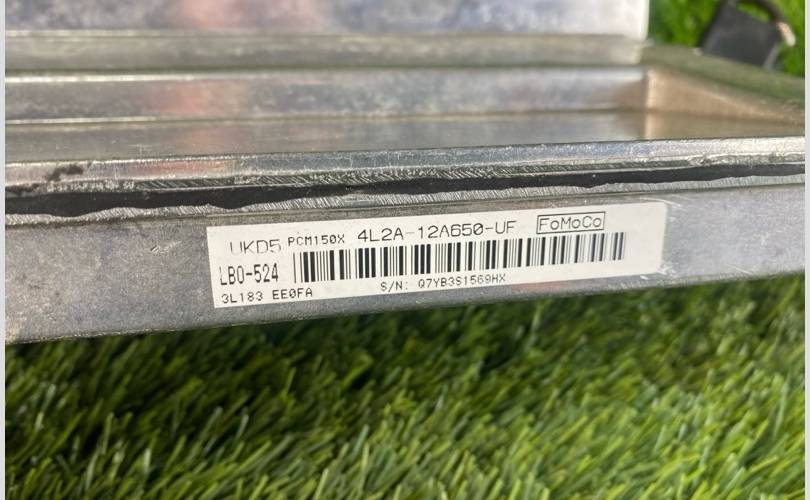 UKD5 PCM150X 4L2A-12A650-UF FoMoCo
LB0-524
3L183 EE0FA S/N: Q7YB3S1569HX